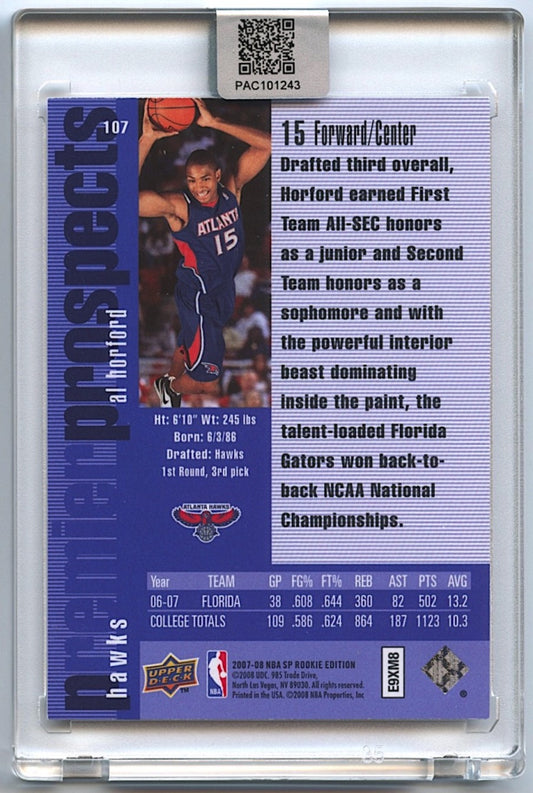 PAC101243
107
premier prospects
al horford
hawks
ATLANTA
15
15 Forward/Center
Drafted third overall,
Horford earned First
Team All-SEC honors
as a junior and Second
Team honors as a
sophomore and with
the powerful interior
beast dominating
inside the paint, the
talent-loaded Florida
Gators won back-to-
back NCAA National
Championships.
Ht: 6'10" Wt: 245 lbs
Born: 6/3/86
Drafted: Hawks
1st Round, 3rd pick
ATLANTA HAWKS
Year TEAM GP FG% FT% REB AST PTS AVG
06-07 FLORIDA 38 .608 .644 360 82 502 13.2
COLLEGE TOTALS 109 .586 .624 864 187 1123 10.3
UPPER DECK ™
NBA
2007-08 NBA SP ROOKIE EDITION
©2008 UDC. 985 Trade Drive,
North Las Vegas, NV 89030. All rights reserved.
Printed in the USA. ©2008 NBA Properties, Inc
E9XM8
®
35